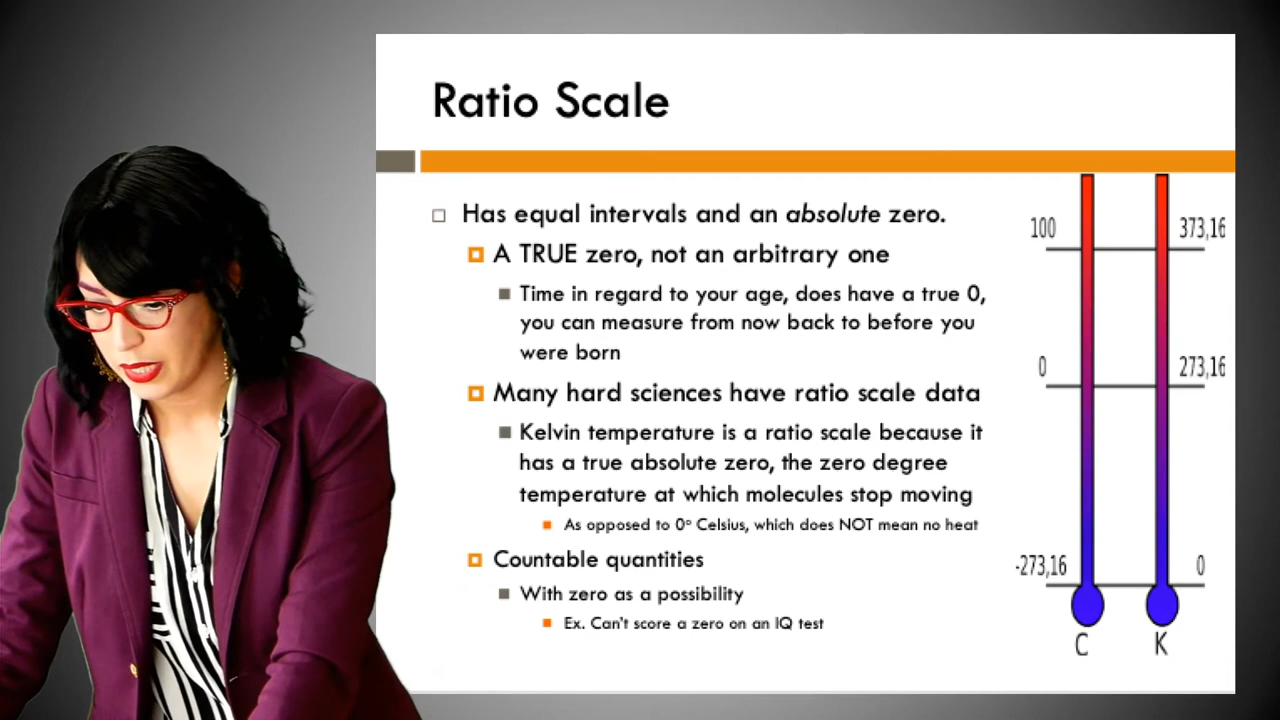 Ratio Scale
Has equal intervals and an absolute zero.
A TRUE zero, not an arbitrary one
Time in regard to your age, does have a true 0,
you can measure from now back to before you
were born
Many hard sciences have ratio scale data
Kelvin temperature is a ratio scale because it
has a true absolute zero, the zero degree
temperature at which molecules stop moving
As opposed to 0° Celsius, which does NOT mean no heat
Countable quantities
With zero as a possibility
Ex. Can't score a zero on an IQ test
100 373,16
0 273,16
-273,16 0
C K